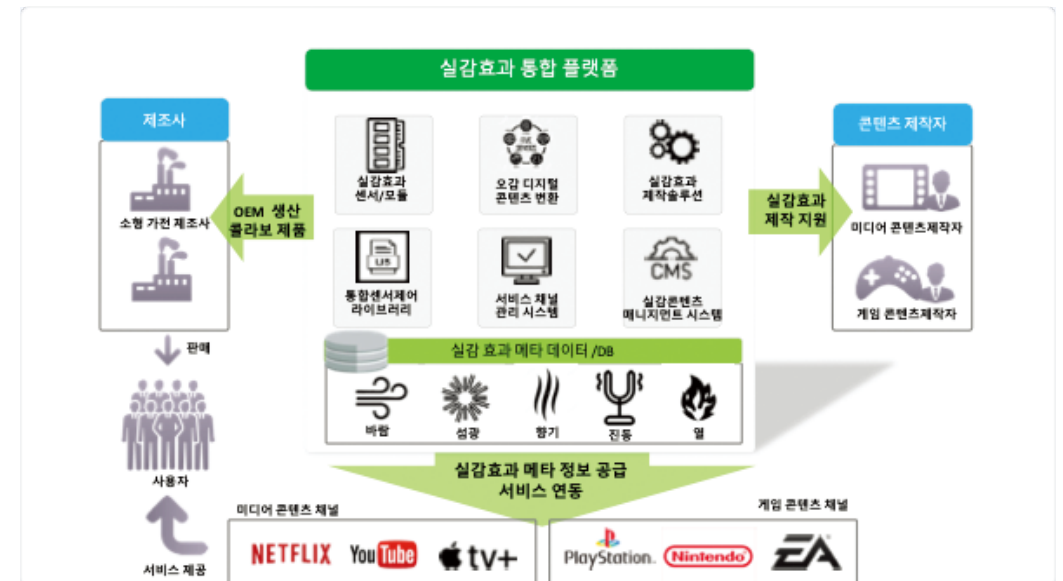 실감효과 통합 플랫폼
제조사
소형 가전 제조사
OEM 생산
콜라보 제품
실감효과
센서/모듈
FIVE
SENSES
오감 디지털
콘텐츠 변환
실감효과
제작솔루션
LIB
통합센서제어
라이브러리
서비스 채널
관리 시스템
CMS
실감콘텐츠
매니지먼트 시스템
실감효과
제작 지원
콘텐츠 제작자
미디어 콘텐츠제작자
게임 콘텐츠제작자
실감 효과 메타 데이터 /DB
바람
섬광
향기
진동
열
판매
사용자
서비스 제공
실감효과 메타 정보 공급
서비스 연동
미디어 콘텐츠 채널
NETFLIX
YouTube
tv+
게임 콘텐츠 채널
PlayStation.
Nintendo
EA